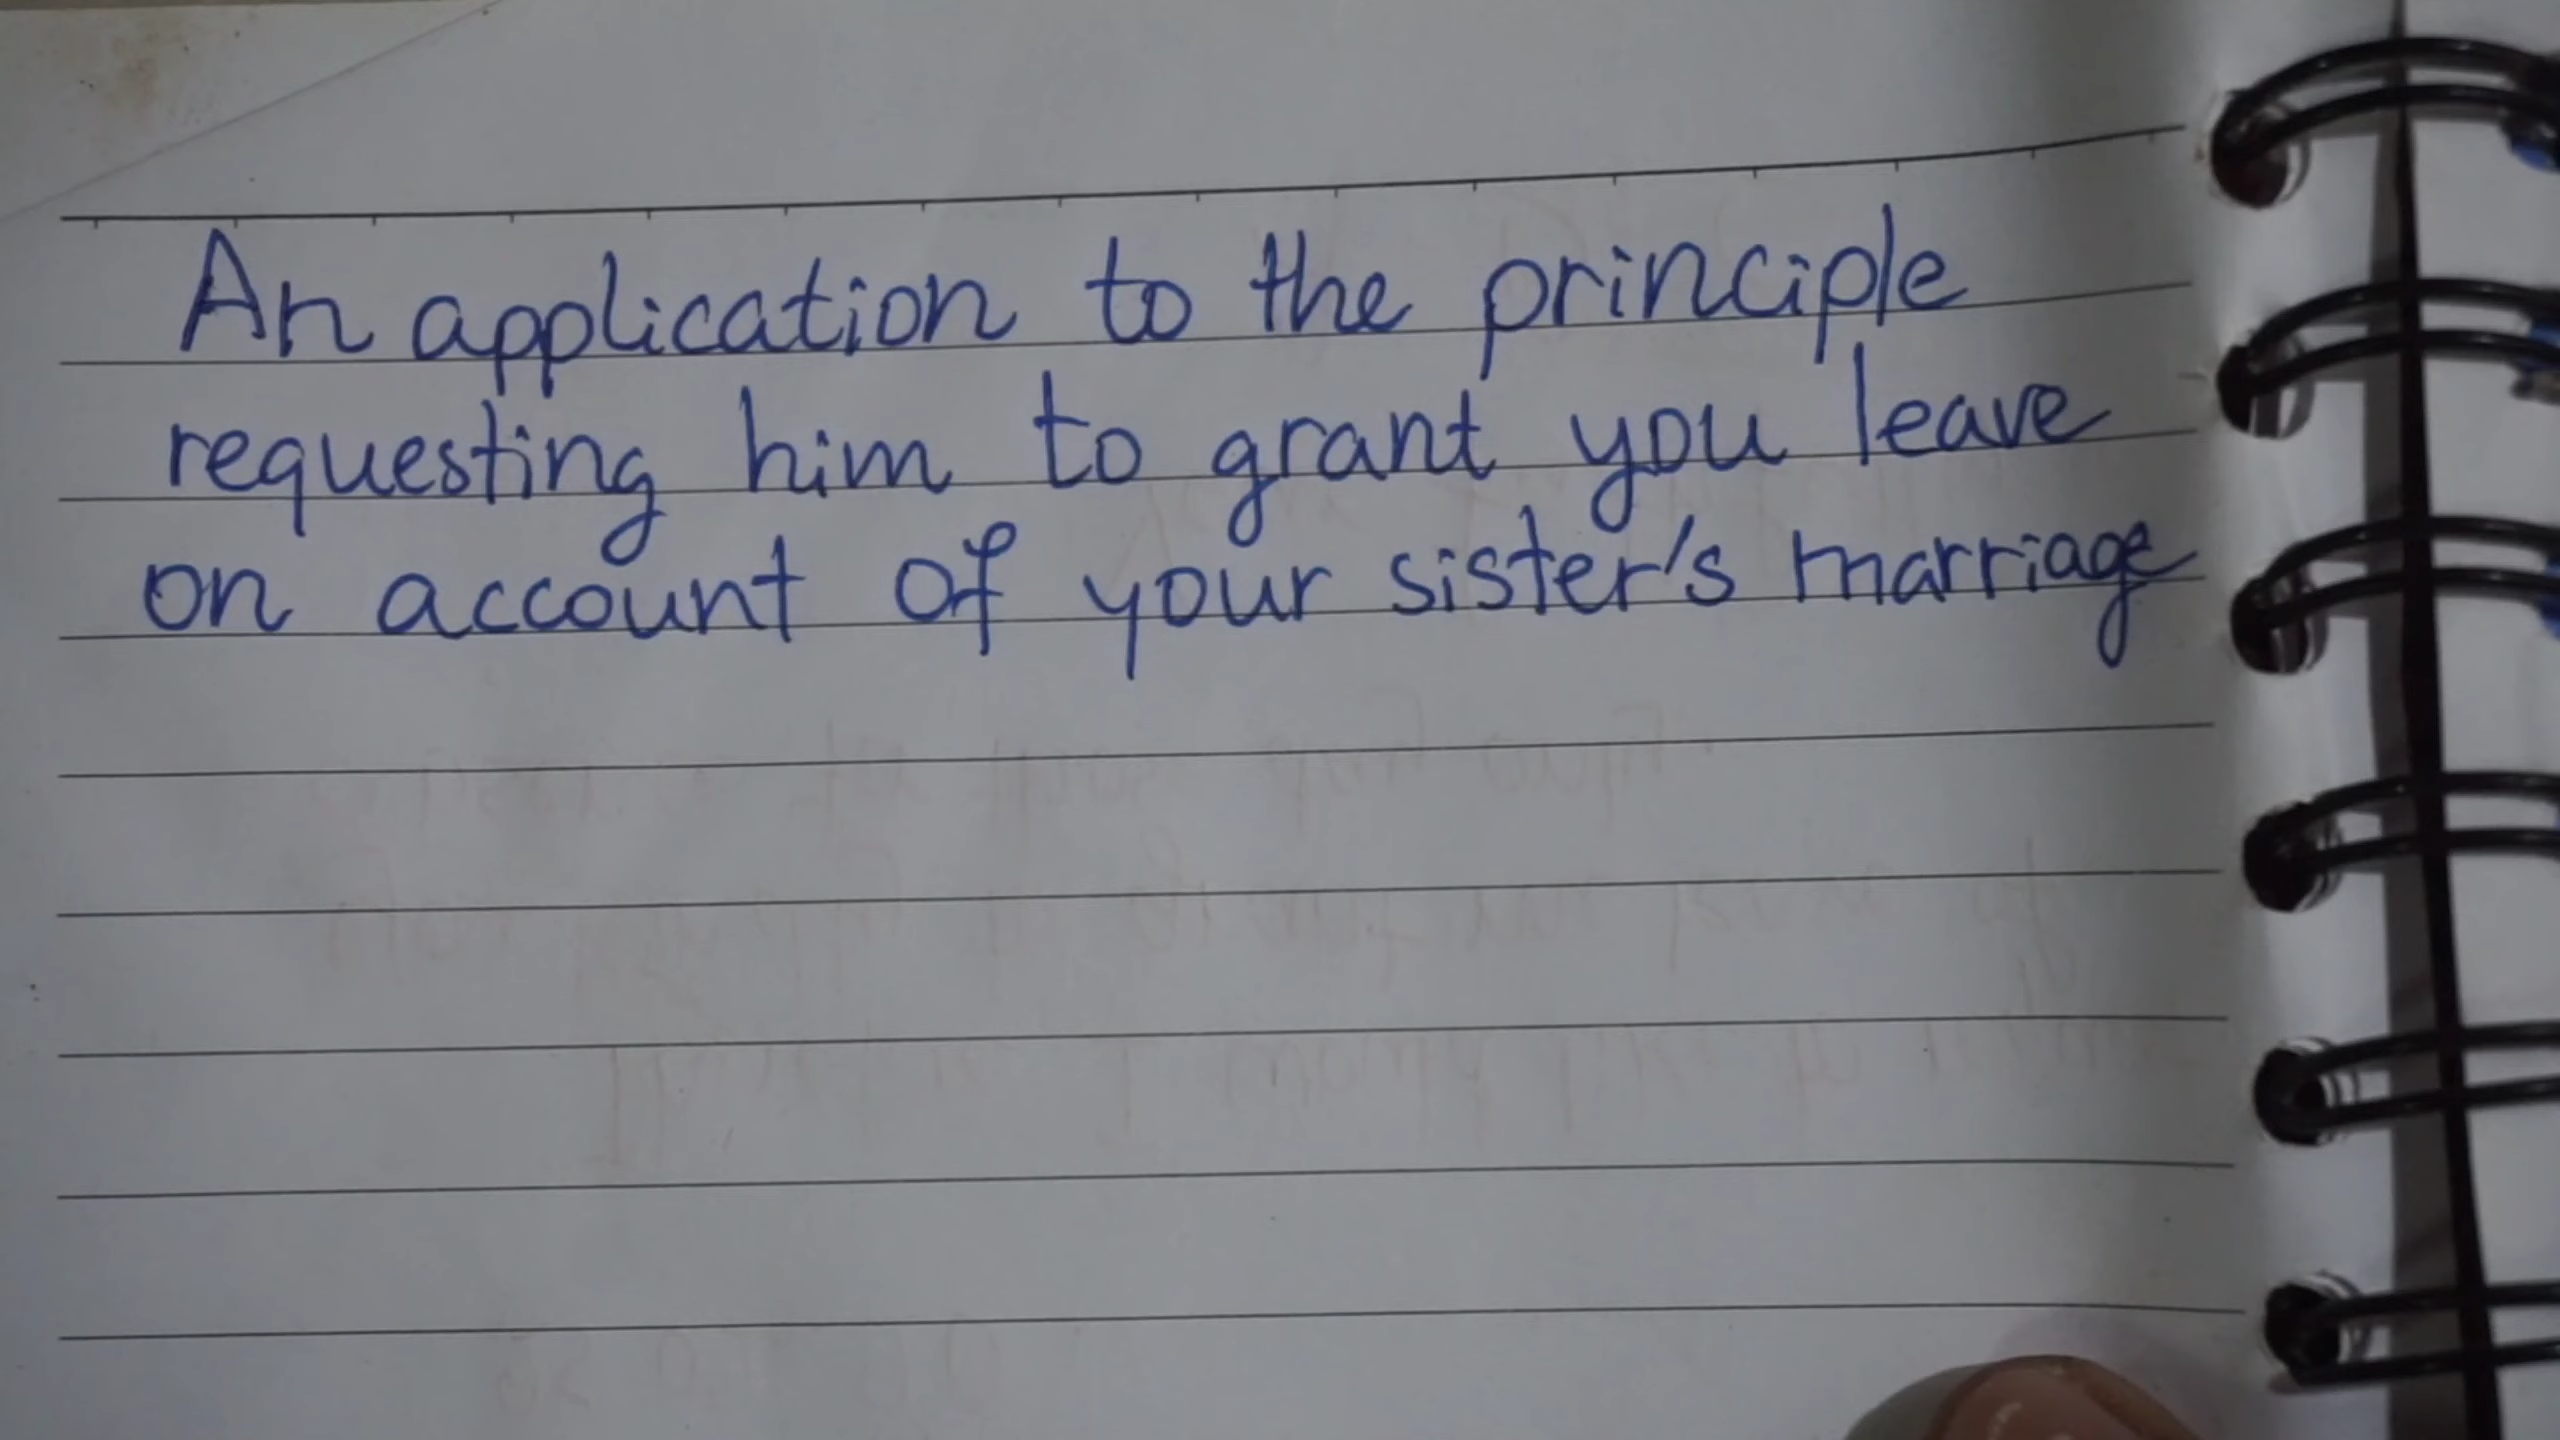 An application to the principle
requesting him to grant you leave
on account of your sister's marriage